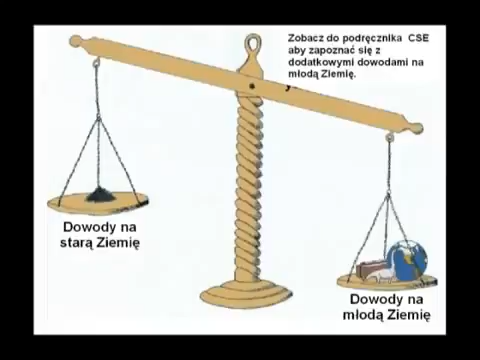 Zobacz do podręcznika CSE
aby zapoznać się z
dodatkowymi dowodami na
młodą Ziemię.
Dowody na
starą Ziemię
Dowody na
młodą Ziemię